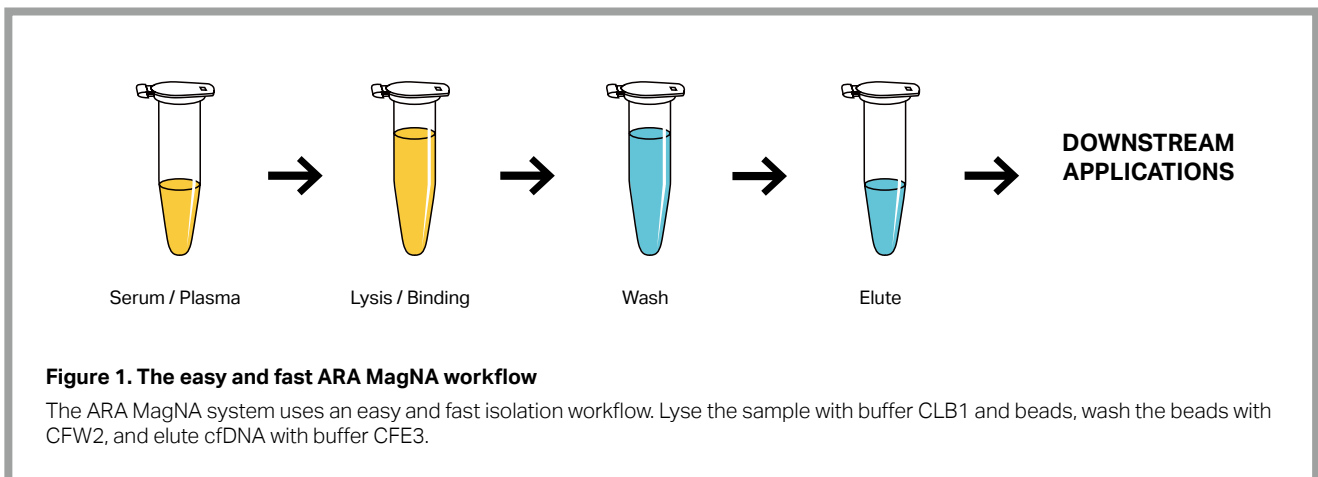 DOWNSTREAM
APPLICATIONS
Serum / Plasma
Lysis / Binding
Wash
Elute
Figure 1. The easy and fast ARA MagNA workflow
The ARA MagNA system uses an easy and fast isolation workflow. Lyse the sample with buffer CLB1 and beads, wash the beads with
CFW2, and elute cfDNA with buffer CFE3.